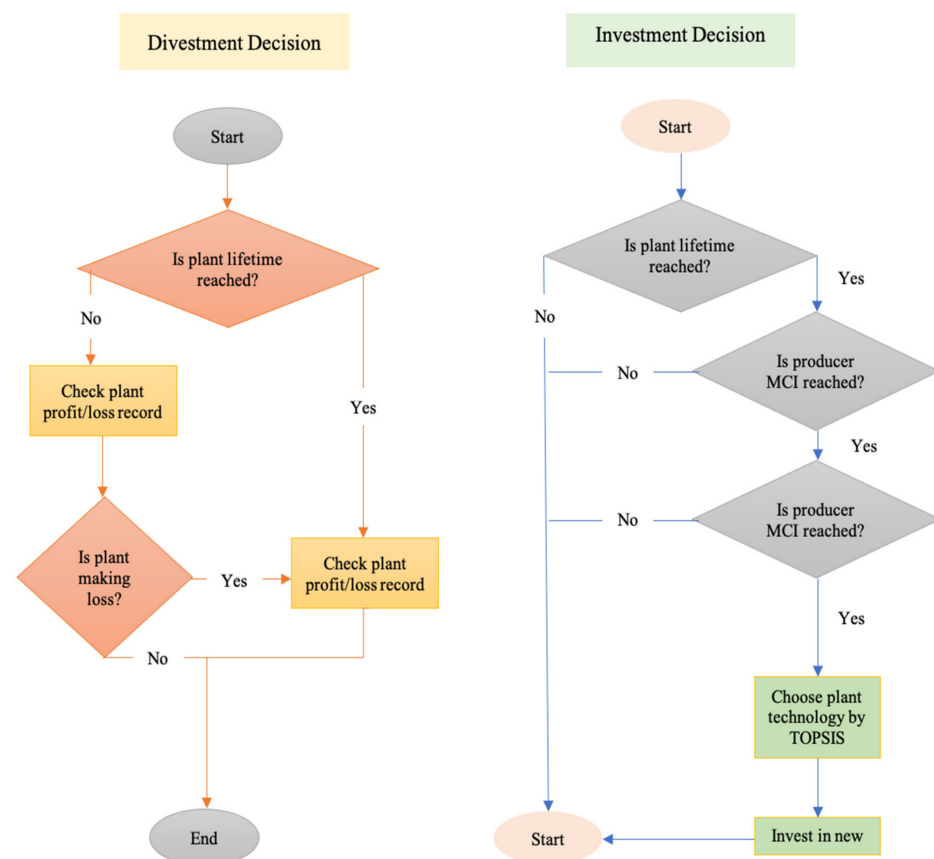 Divestment Decision
Start
Is plant lifetime
reached?
No
Yes
Check plant
profit/loss record
Is plant
making
loss?
Yes
Check plant
profit/loss record
No
End
Investment Decision
Start
Is plant lifetime
reached?
Yes
No
Is producer
MCI reached?
No
Yes
Is producer
MCI reached?
No
Yes
Choose plant
technology by
TOPSIS
Invest in new
Start